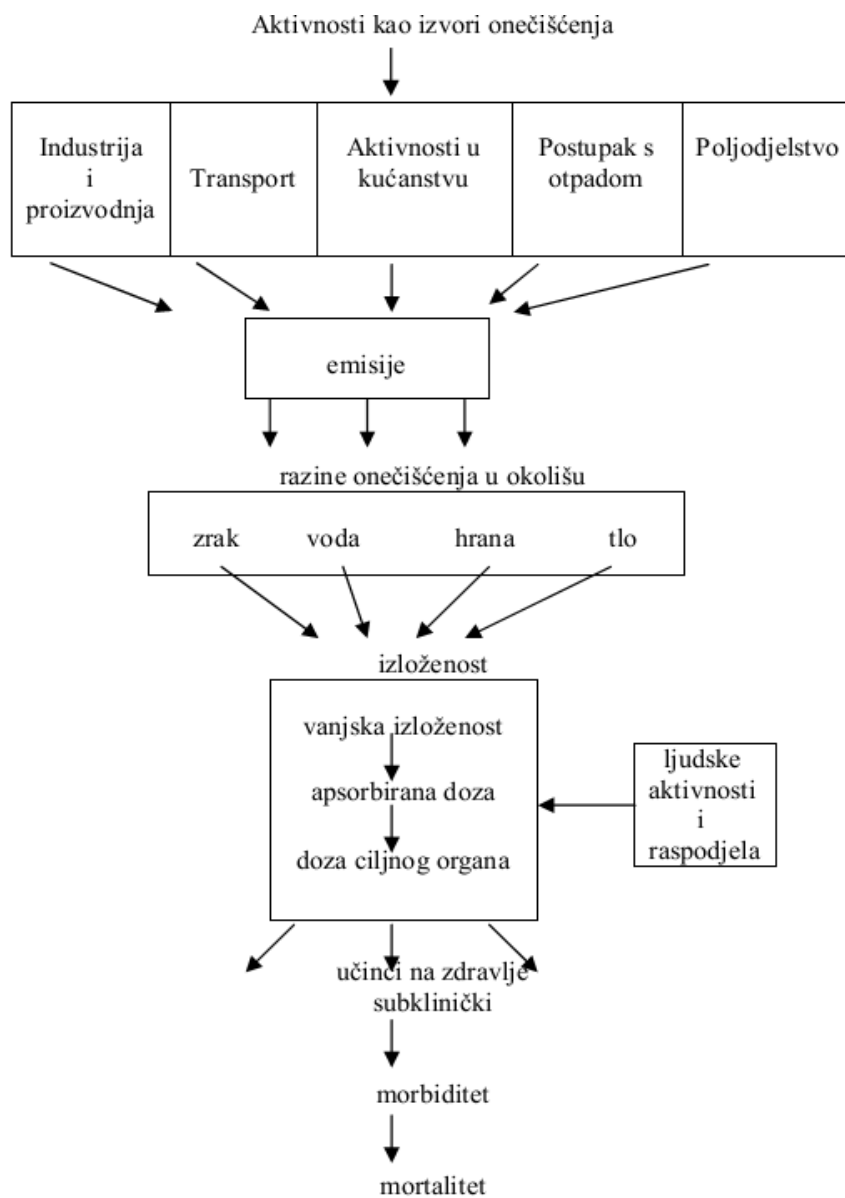 Aktivnosti kao izvori onečišćenja
Industrija
i
proizvodnja
Transport
Aktivnosti u
kućanstvu
Postupak s
otpadom
Poljodjelstvo
emisije
razine onečišćenja u okolišu
zrak voda hrana tlo
izloženost
vanjska izloženost
apsorbirana doza
doza ciljnog organa
ljudske
aktivnosti
i
raspodjela
učinci na zdravlje
subklinički
morbiditet
mortalitet